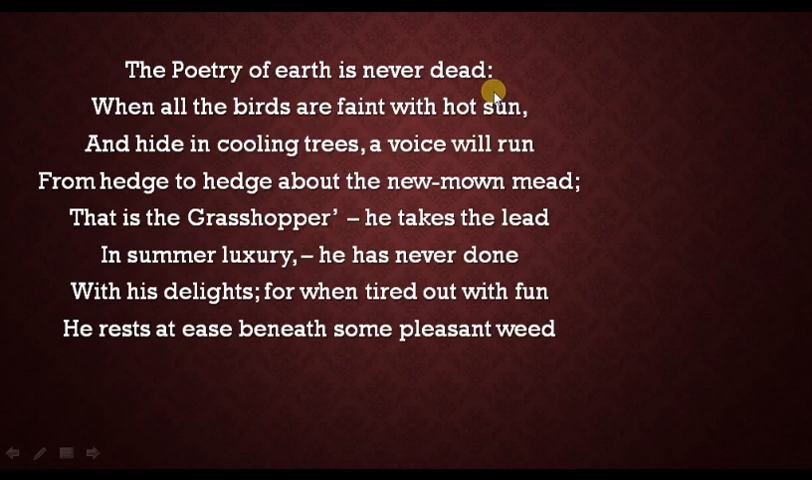 The Poetry of earth is never dead:
When all the birds are faint with hot sun,
And hide in cooling trees, a voice will run
From hedge to hedge about the new-mown mead;
That is the Grasshopper’ – he takes the lead
In summer luxury, – he has never done
With his delights; for when tired out with fun
He rests at ease beneath some pleasant weed